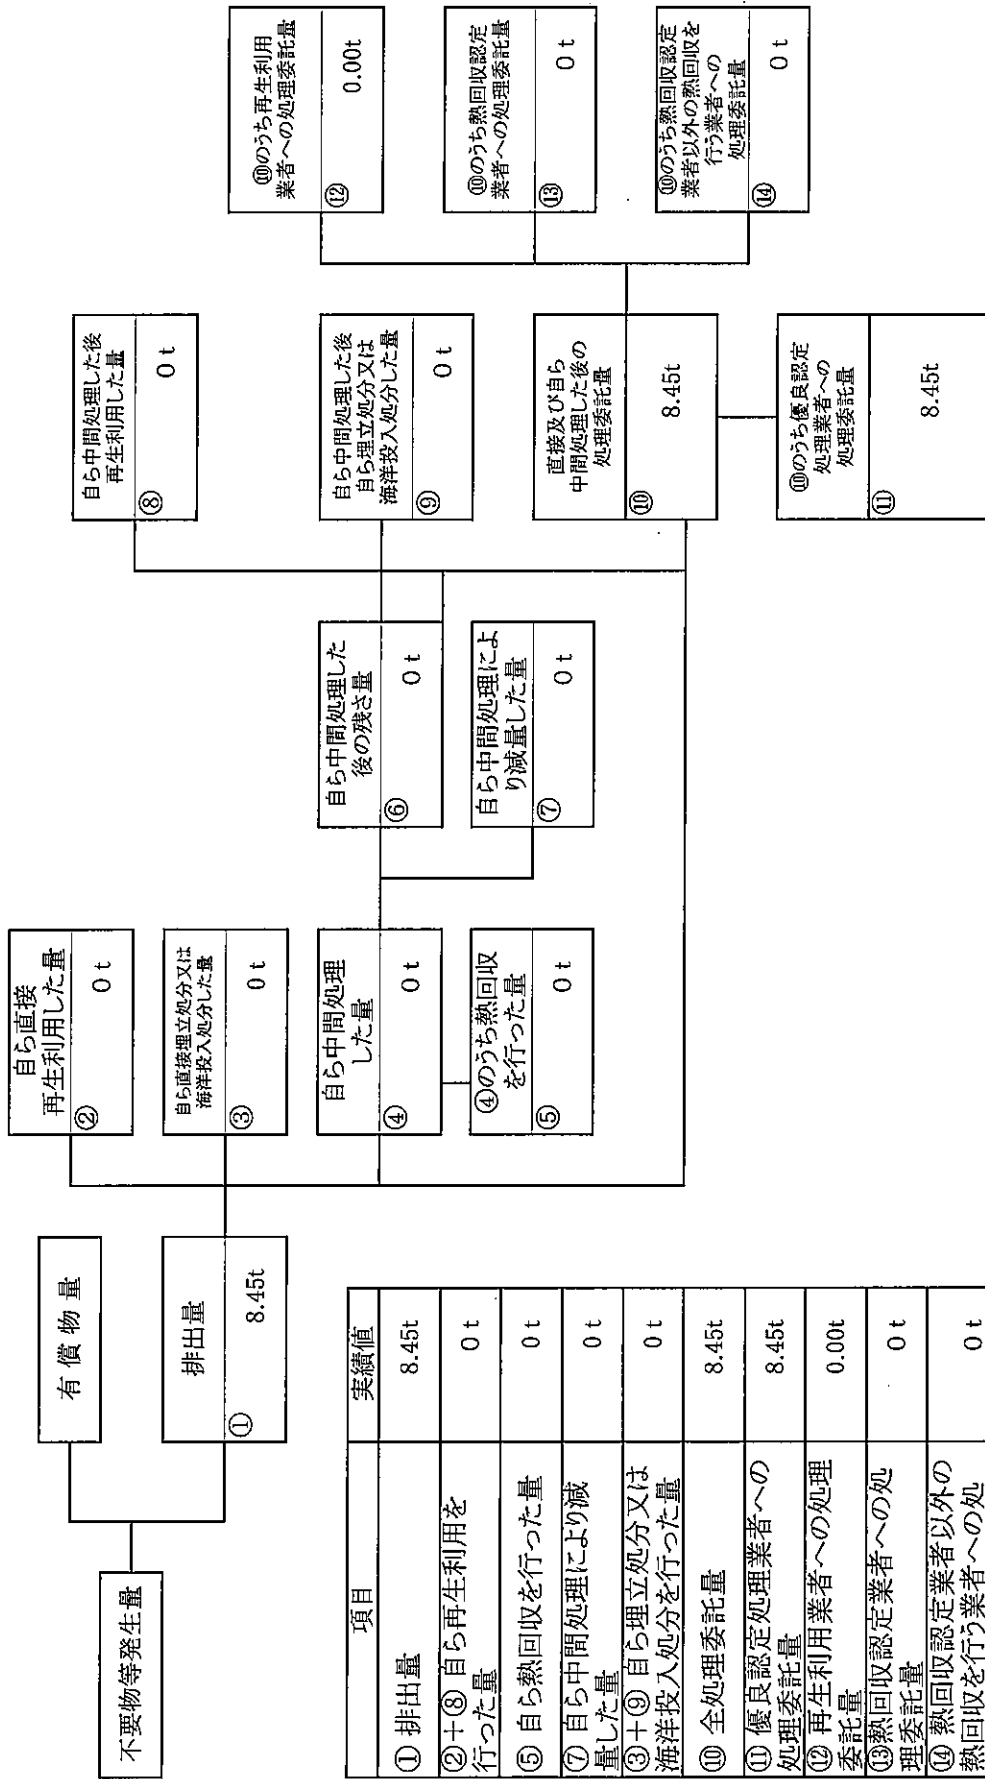 不要物等発生量
有償物量
排出量
①
8.45t
自ら直接
再生利用した量
②
0 t
自ら直接埋立処分又は
海洋投入処分した量
③
0 t
自ら中間処理
した量
④
0 t
④のうち熱回収
を行った量
⑤
0 t
自ら中間処理した
後の残さ量
⑥
0 t
自ら中間処理によ
り減量した量
⑦
0 t
自ら中間処理した後
再生利用した量
⑧
0 t
自ら中間処理した後
自ら埋立処分又は
海洋投入処分した量
⑨
0 t
直接及び自ら
中間処理した後の
処理委託量
⑩
8.45t
⑩のうち優良認定
処理業者への
処理委託量
⑪
8.45t
⑩のうち再生利用
業者への処理委託量
⑫
0.00t
⑩のうち熱回収認定
業者への処理委託量
⑬
0 t
⑩のうち熱回収認定
業者以外の熱回収を
行う業者への
処理委託量
⑭
0 t
項目 実績値
① 排出量 8.45t
②+⑧ 自ら再生利用を
行った量 0 t
⑤ 自ら熱回収を行った量 0 t
⑦ 自ら中間処理により減
量した量 0 t
③+⑨ 自ら埋立処分又は
海洋投入処分を行った量 0 t
⑩ 全処理委託量 8.45t
⑪ 優良認定処理業者への
処理委託量 8.45t
⑫ 再生利用業者への処理
委託量 0.00t
⑬熱回収認定業者への処
理委託量 0 t
⑭ 熱回収認定業者以外の
熱回収を行う業者への処 0 t